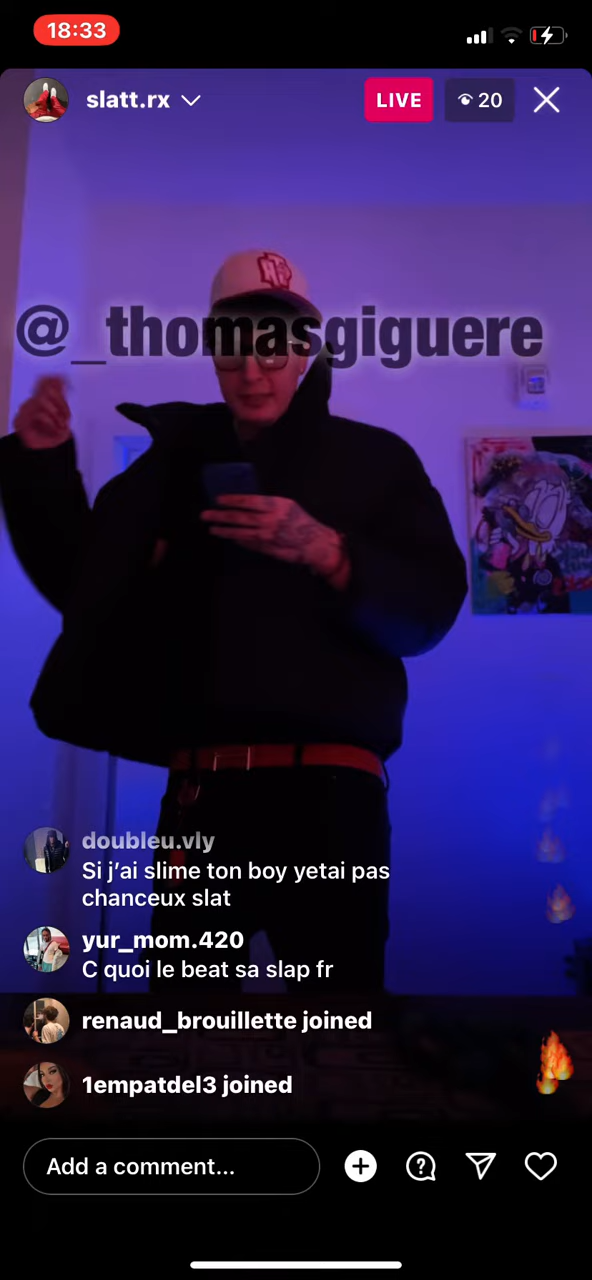 18:33
slatt.rx
LIVE
20
@_thomasgiguere
doubleu.vly
Si j’ai slime ton boy yetai pas
chanceux slat
yur_mom.420
C quoi le beat sa slap fr
renaud_brouillette joined
1empatdel3 joined
Add a comment...